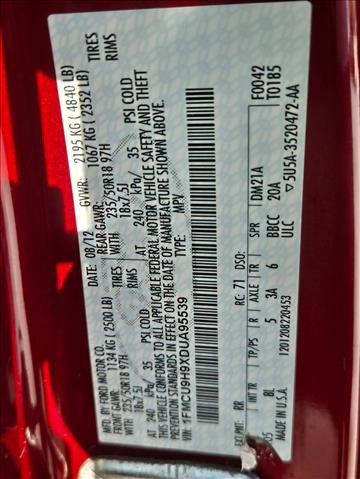 MFD. BY FORD MOTOR CO.
DATE: 08/12 GVWR: 2195 KG ( 4840 LB)
1134 KG ( 2500 LB) REAR GAWR: 1067 KG ( 2352 LB)
WITH 235/50R18 97H TIRES WITH 235/50R18 97H TIRES
18x7.5J RIMS 18x7.5J RIMS
AT 240 kPa/ 35 PSI COLD AT 240 kPa/ 35 PSI COLD
THIS VEHICLE CONFORMS TO ALL APPLICABLE FEDERAL MOTOR VEHICLE SAFETY AND THEFT
PREVENTION STANDARDS IN EFFECT ON THE DATE OF MANUFACTURE SHOWN ABOVE.
VIN: 1FMCU9H9XDUA95539 TYPE: MPV
F0042
T0185
EXT PNT: RR RC: 71 DSO:
INT TR TP/PS R AXLE TR SPR DM21A
8L 5 3A 6 BBCC 20A
1201208220453 ULC ▽5U5A-3520472-AA
MADE IN U.S.A.